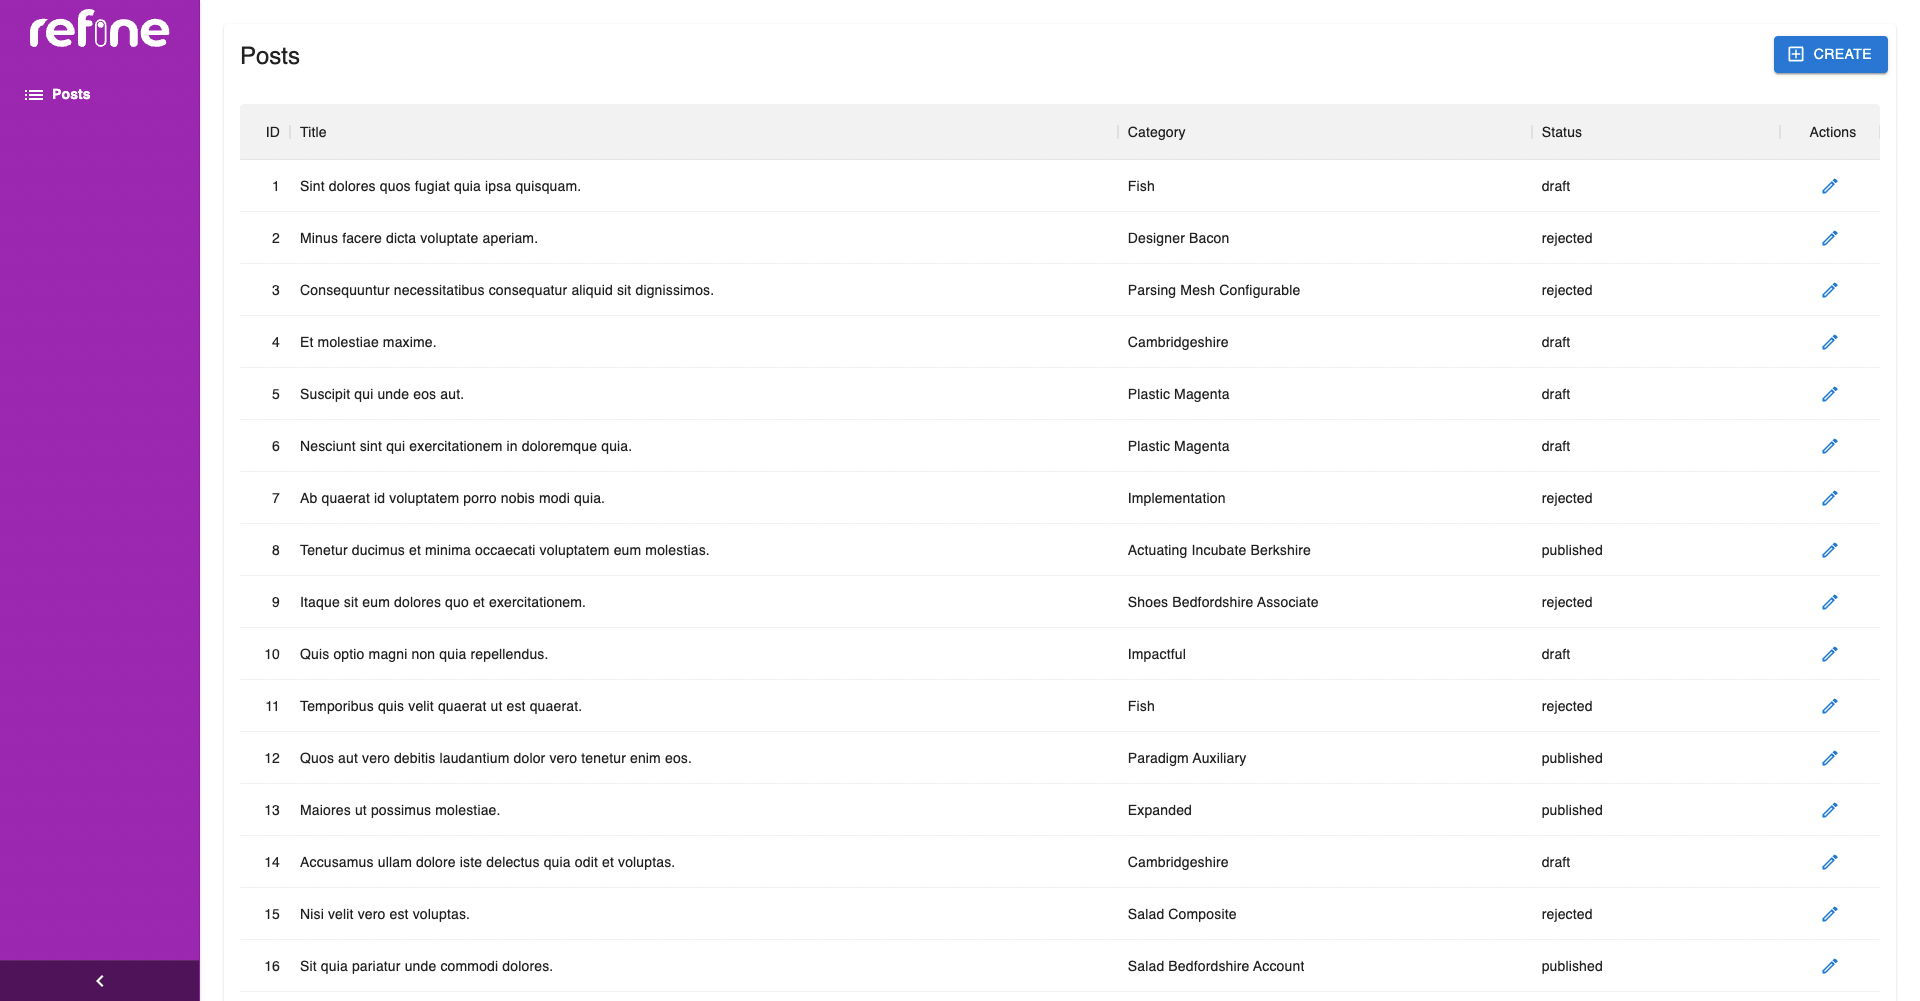 refine
Posts
Posts
CREATE
ID Title Category Status Actions
1 Sint dolores quos fugiat quia ipsa quisquam. Fish draft
2 Minus facere dicta voluptate aperiam. Designer Bacon rejected
3 Consequuntur necessitatibus consequatur aliquid sit dignissimos. Parsing Mesh Configurable rejected
4 Et molestiae maxime. Cambridgeshire draft
5 Suscipit qui unde eos aut. Plastic Magenta draft
6 Nesciunt sint qui exercitationem in doloremque quia. Plastic Magenta draft
7 Ab quaerat id voluptatem porro nobis modi quia. Implementation rejected
8 Tenetur ducimus et minima occaecati voluptatem eum molestias. Actuating Incubate Berkshire published
9 Itaque sit eum dolores quo et exercitationem. Shoes Bedfordshire Associate rejected
10 Quis optio magni non quia repellendus. Impactful draft
11 Temporibus quis velit quaerat ut est quaerat. Fish rejected
12 Quos aut vero debitis laudantium dolor vero tenetur enim eos. Paradigm Auxiliary published
13 Maiores ut possimus molestiae. Expanded published
14 Accusamus ullam dolore iste delectus quia odit et voluptas. Cambridgeshire draft
15 Nisi velit vero est voluptas. Salad Composite rejected
16 Sit quia pariatur unde commodi dolores. Salad Bedfordshire Account published